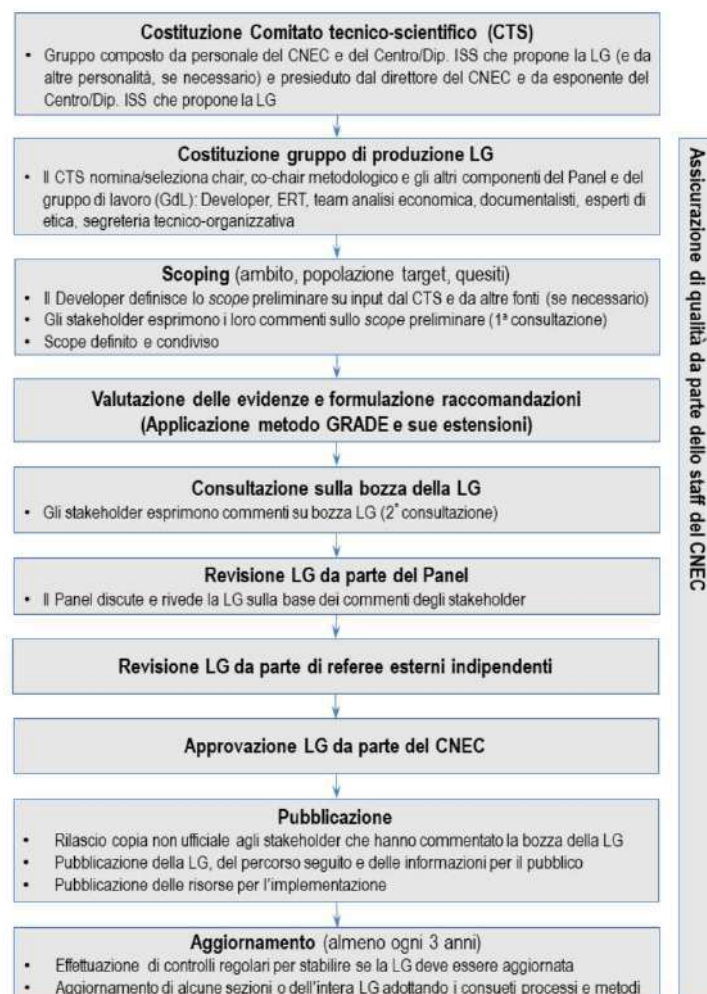 Costituzione Comitato tecnico-scientifico (CTS)
• Gruppo composto da personale del CNEC e del Centro/Dip. ISS che propone la LG (e da
altre personalità, se necessario) e presieduto dal direttore del CNEC e da esponente del
Centro/Dip. ISS che propone la LG
Costituzione gruppo di produzione LG
• Il CTS nomina/seleziona chair, co-chair metodologico e gli altri componenti del Panel e del
gruppo di lavoro (GdL): Developer, ERT, team analisi economica, documentalisti, esperti di
etica, segreteria tecnico-organizzativa
Scoping (ambito, popolazione target, quesiti)
• Il Developer definisce lo scope preliminare su input dal CTS e da altre fonti (se necessario)
• Gli stakeholder esprimono i loro commenti sullo scope preliminare (1ª consultazione)
• Scope definito e condiviso
Valutazione delle evidenze e formulazione raccomandazioni
(Applicazione metodo GRADE e sue estensioni)
Consultazione sulla bozza della LG
• Gli stakeholder esprimono commenti su bozza LG (2ª consultazione)
Revisione LG da parte del Panel
• Il Panel discute e rivede la LG sulla base dei commenti degli stakeholder
Revisione LG da parte di referee esterni indipendenti
Approvazione LG da parte del CNEC
Pubblicazione
• Rilascio copia non ufficiale agli stakeholder che hanno commentato la bozza della LG
• Pubblicazione della LG, del percorso seguito e delle informazioni per il pubblico
• Pubblicazione delle risorse per l'implementazione
Aggiornamento (almeno ogni 3 anni)
• Effettuazione di controlli regolari per stabilire se la LG deve essere aggiornata
• Aggiornamento di alcune sezioni o dell'intera LG adottando i consueti processi e metodi
Assicurazione di qualità da parte dello staff del CNEC